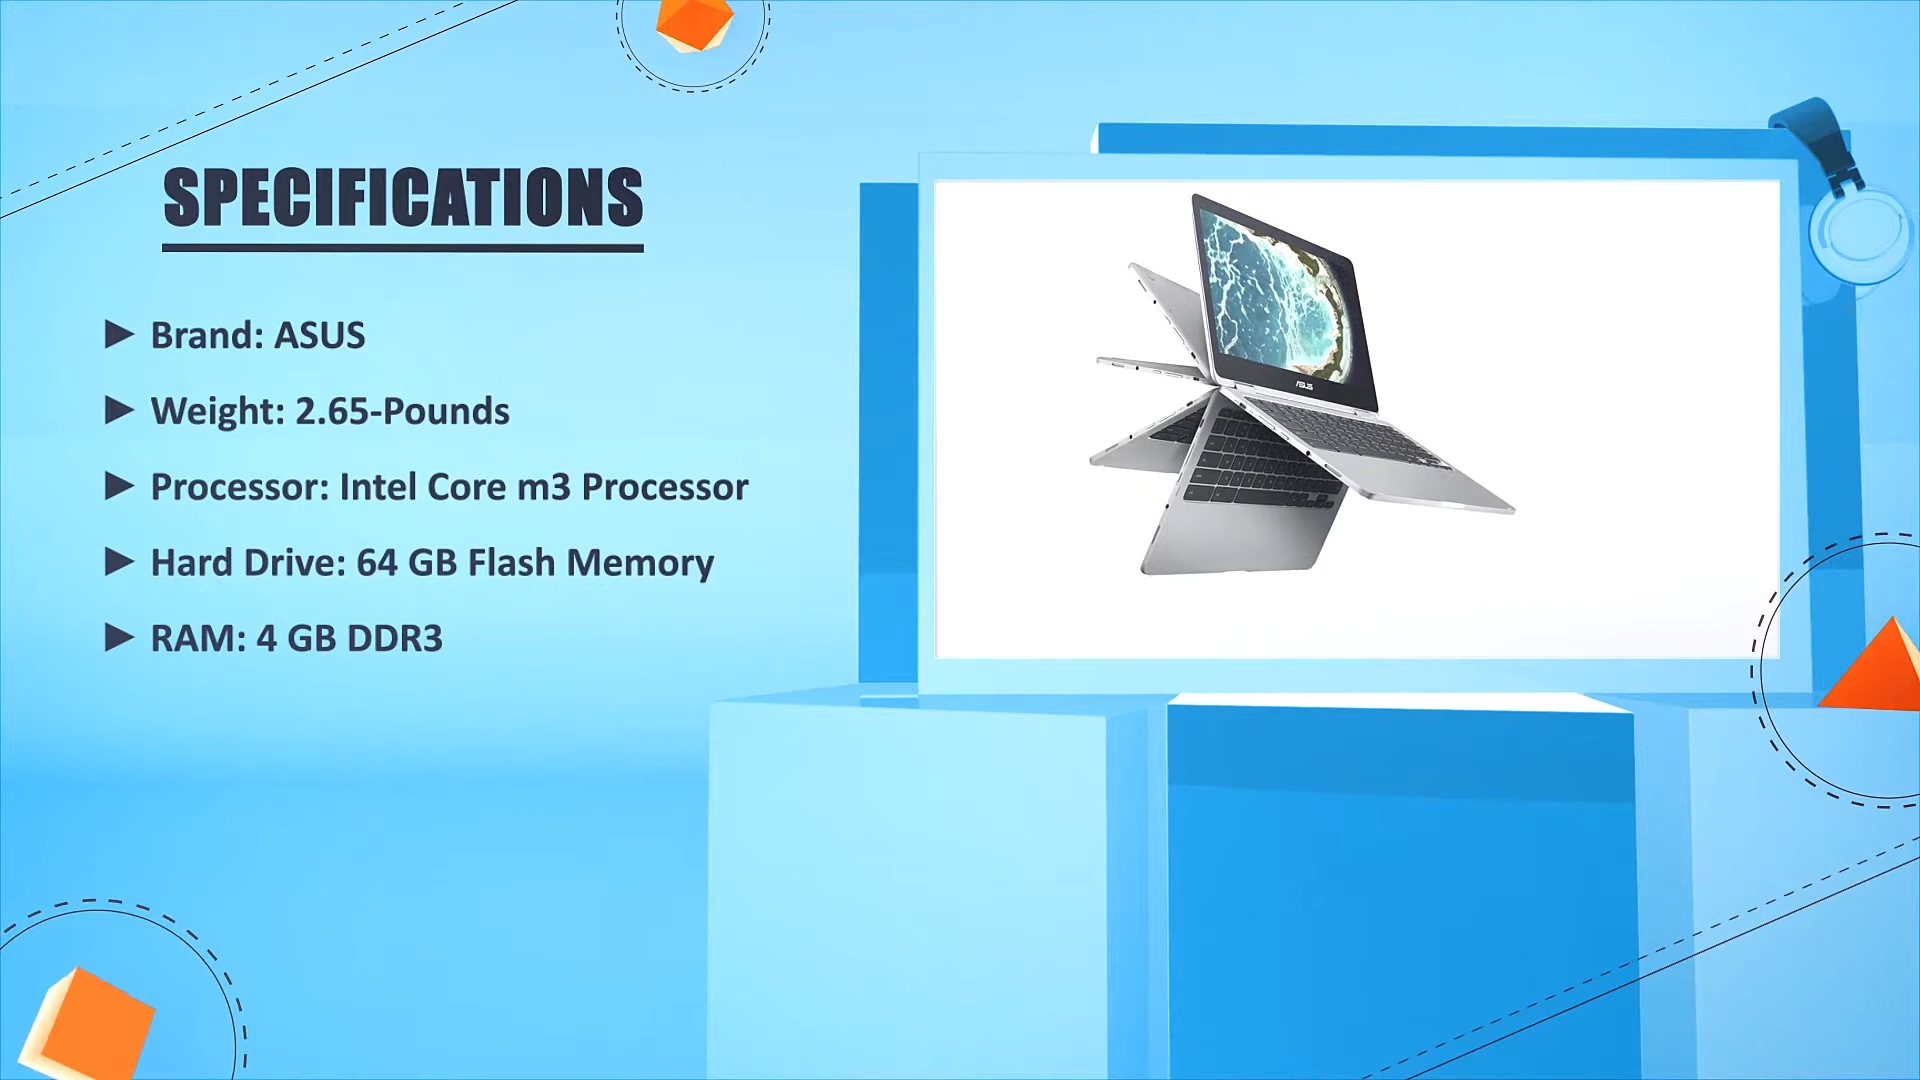 SPECIFICATIONS
Brand: ASUS
Weight: 2.65-Pounds
Processor: Intel Core m3 Processor
Hard Drive: 64 GB Flash Memory
RAM: 4 GB DDR3
ASUS